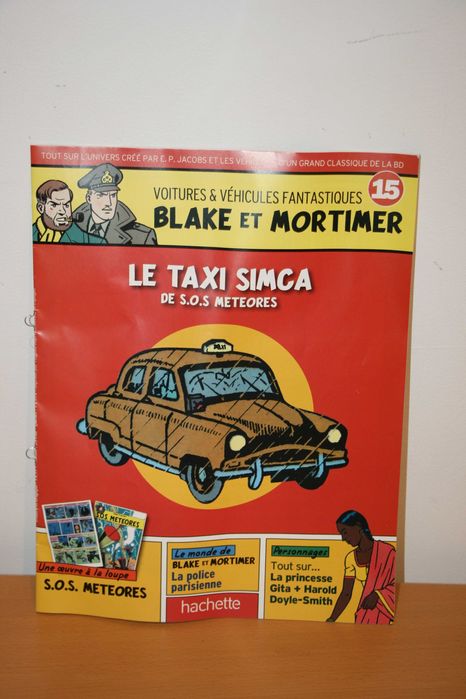 TOUT SUR L'UNIVERS CRÉÉ PAR E. P. JACOBS ET LES VÉHICULES D'UN GRAND CLASSIQUE DE LA BD
VOITURES & VÉHICULES FANTASTIQUES
15
BLAKE ET MORTIMER
LE TAXI SIMCA
DE S.O.S METEORES
TAXI
S.O.S. METEORES
Une œuvre à la loupe
S.O.S. METEORES
Le monde de
BLAKE ET MORTIMER
La police
parisienne
hachette
Personnages
Tout sur...
La princesse
Gita + Harold
Doyle-Smith